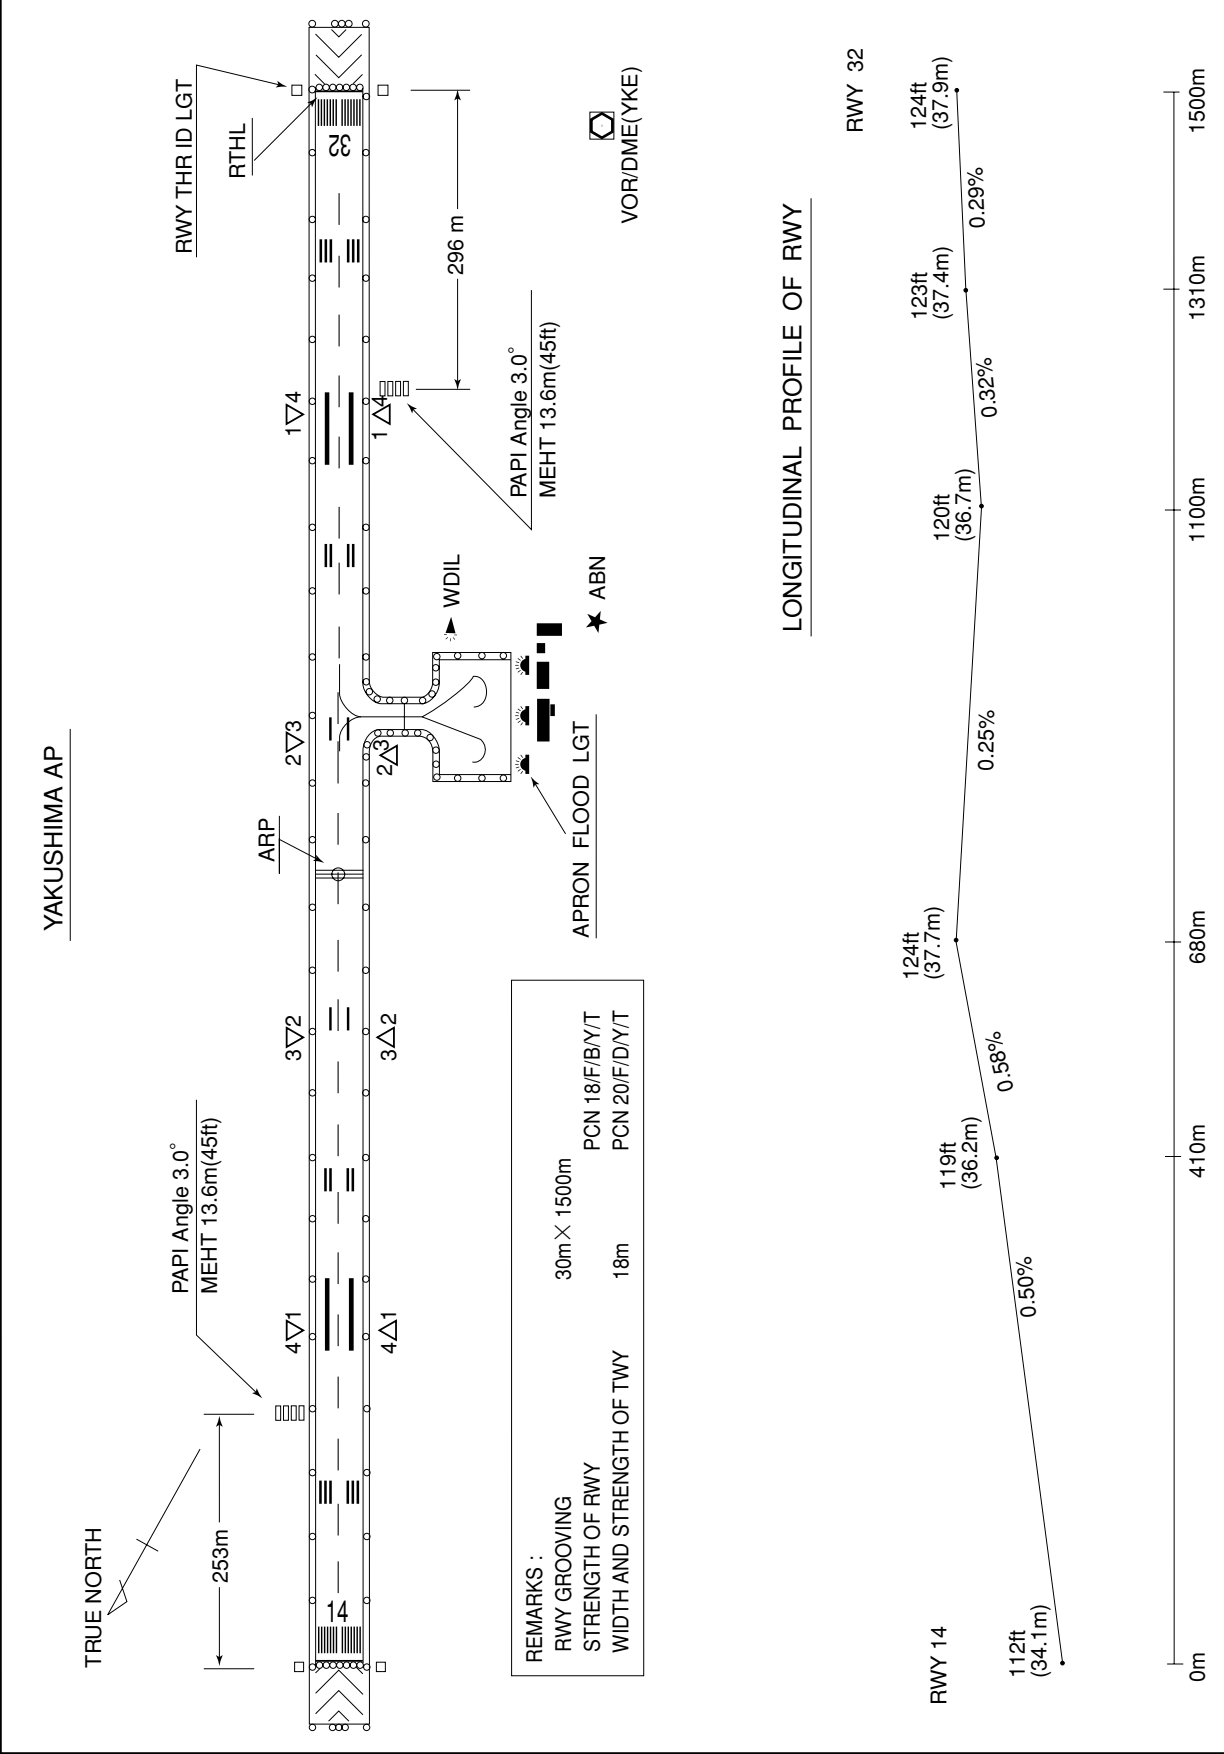 YAKUSHIMA AP
TRUE NORTH
253m
PAPI Angle 3.0°
MEHT 13.6m(45ft)
ARP
RWY THR ID LGT
RTHL
4▽1
3▽2
2▽3
1▽4
14
32
4△1
3△2
2△3
1△4
296 m
WDIL
PAPI Angle 3.0°
MEHT 13.6m(45ft)
ABN
APRON FLOOD LGT
VOR/DME(YKE)
REMARKS :
RWY GROOVING 30m×1500m
STRENGTH OF RWY PCN 18/F/B/Y/T
WIDTH AND STRENGTH OF TWY 18m PCN 20/F/D/Y/T
LONGITUDINAL PROFILE OF RWY
RWY 14
RWY 32
112ft
(34.1m)
119ft
(36.2m)
124ft
(37.7m)
120ft
(36.7m)
123ft
(37.4m)
124ft
(37.9m)
0.50%
0.58%
0.25%
0.32%
0.29%
0m
410m
680m
1100m
1310m
1500m